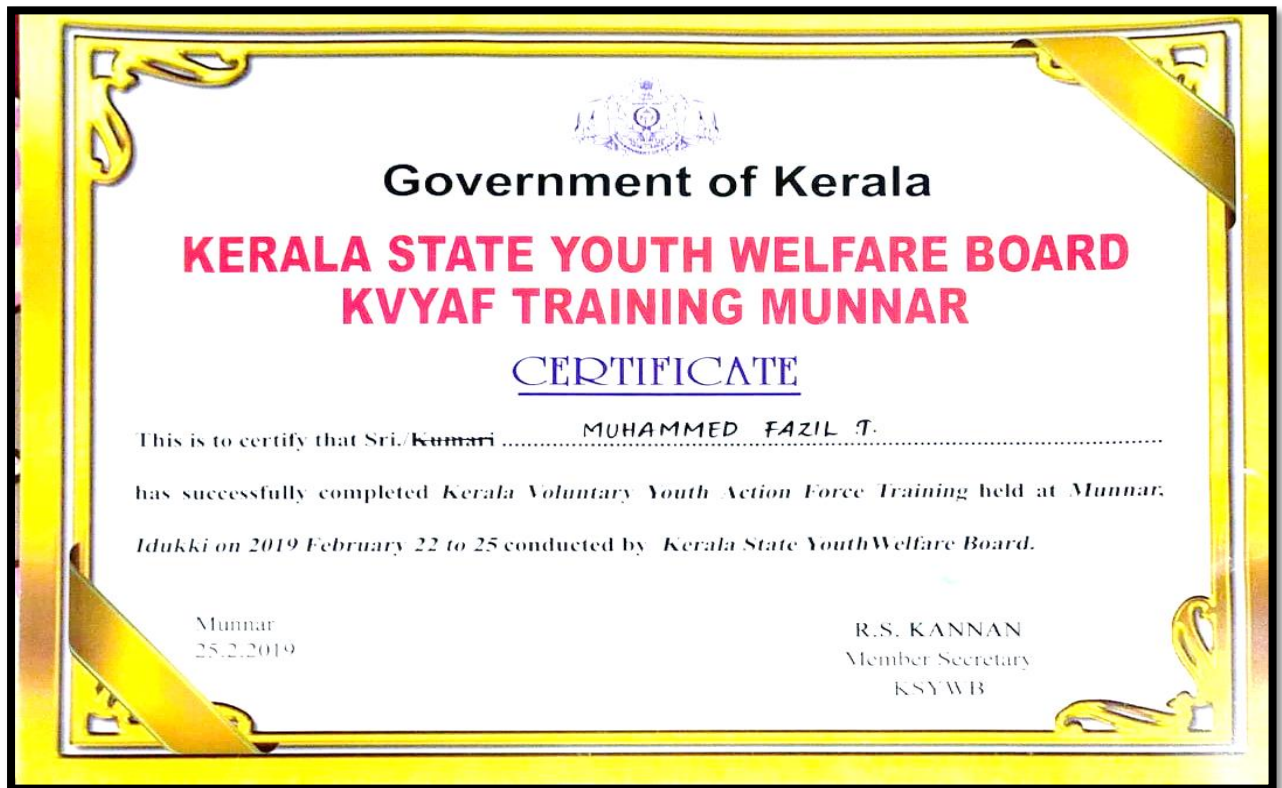 Government of Kerala
KERALA STATE YOUTH WELFARE BOARD
KVYAF TRAINING MUNNAR
CERTIFICATE
This is to certify that Sri./Kumari ........ MUHAMMED FAZIL T. ........
has successfully completed Kerala Voluntary Youth Action Force Training held at Munnar,
Idukki on 2019 February 22 to 25 conducted by Kerala State YouthWelfare Board.
Munnar
25.2.2019
R.S. KANNAN
Member Secretary
KSYWB